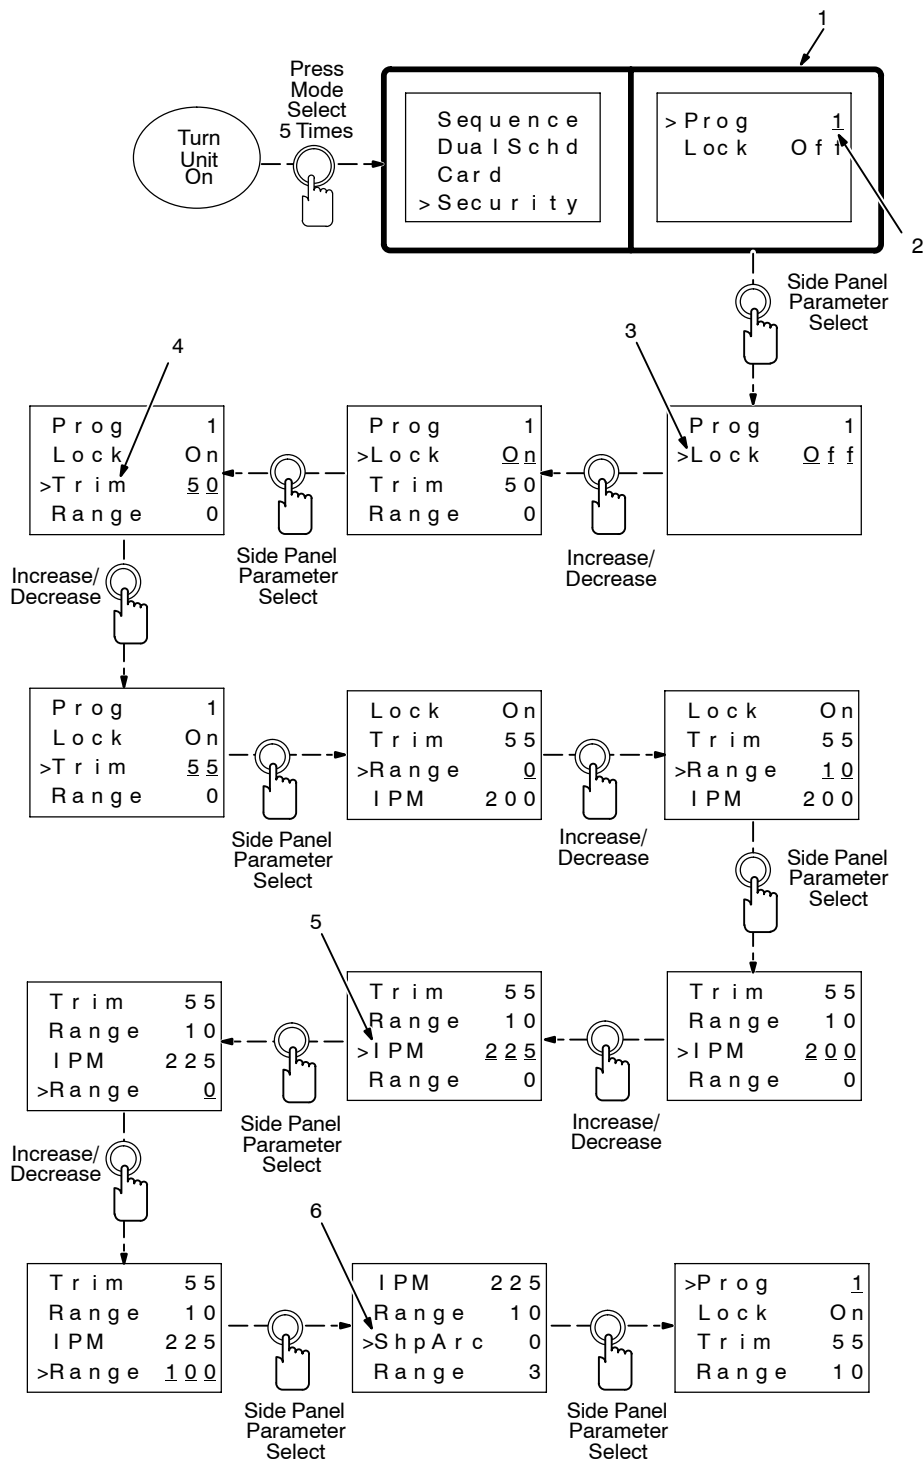 1
Press
Mode
Select
5 Times
Turn
Unit
On
Sequence
DualSchd
Card
>Security
>Prog 1
Lock Off
2
Side Panel
Parameter
Select
4
3
Prog 1
Lock On
>Trim 50
Range 0
Prog 1
>Lock On
Trim 50
Range 0
Prog 1
>Lock Off
Side Panel
Parameter
Select
Increase/
Decrease
Increase/
Decrease
Prog 1
Lock On
>Trim 55
Range 0
Lock On
Trim 55
>Range 0
IPM 200
Lock On
Trim 55
>Range 10
IPM 200
Side Panel
Parameter
Select
Increase/
Decrease
Side Panel
Parameter
Select
5
Trim 55
Range 10
IPM 225
>Range 0
Trim 55
Range 10
>IPM 225
Range 0
Trim 55
Range 10
>IPM 200
Range 0
Side Panel
Parameter
Select
Increase/
Decrease
Increase/
Decrease
6
Trim 55
Range 10
IPM 225
>Range 100
IPM 225
Range 10
>ShpArc 0
Range 3
>Prog 1
Lock On
Trim 55
Range 10
Side Panel
Parameter
Select
Side Panel
Parameter
Select